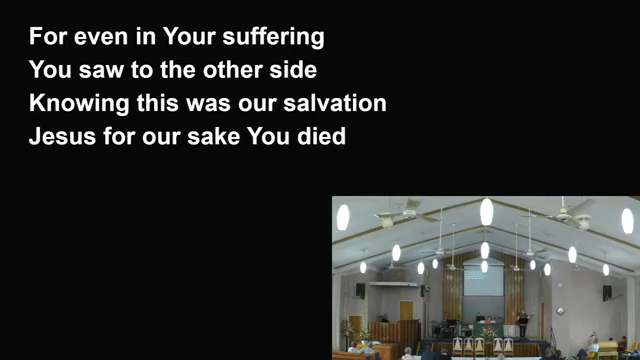 For even in Your suffering
You saw to the other side
Knowing this was our salvation
Jesus for our sake You died